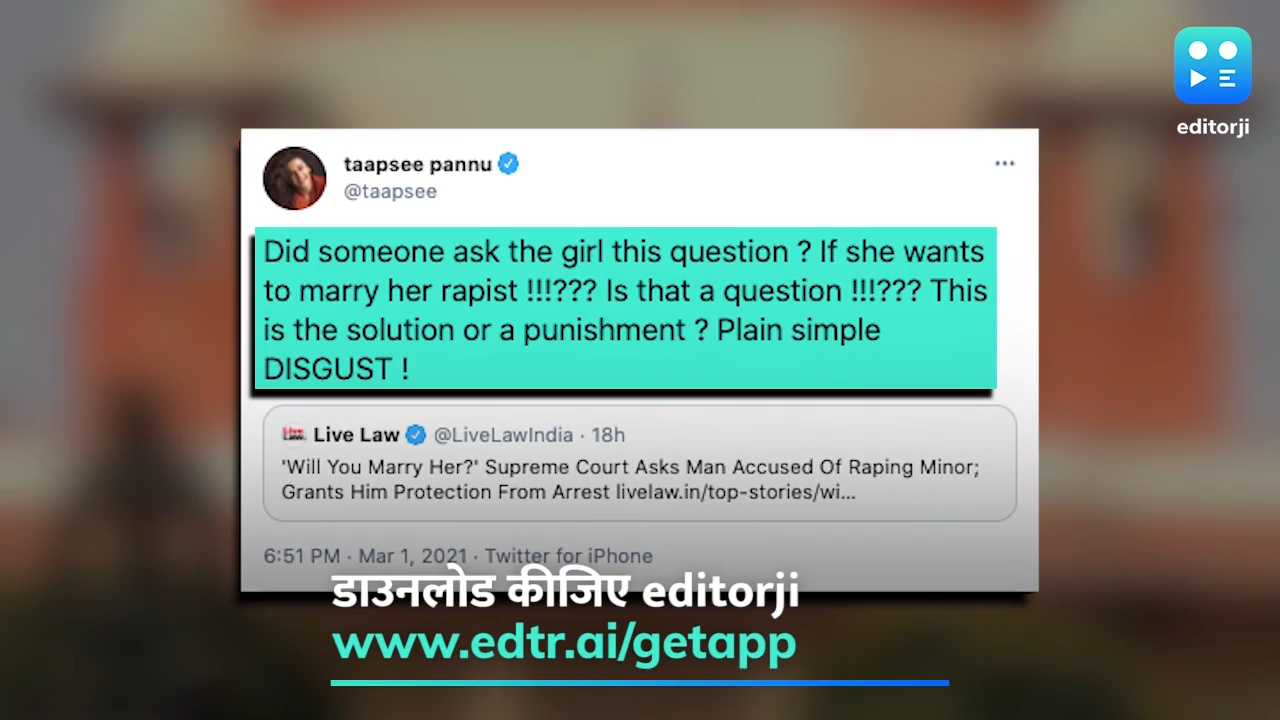 editorji
taapsee pannu
@taapsee
Did someone ask the girl this question ? If she wants
to marry her rapist !!!??? Is that a question !!!??? This
is the solution or a punishment ? Plain simple
DISGUST !
Live Law @LiveLawIndia · 18h
'Will You Marry Her?' Supreme Court Asks Man Accused Of Raping Minor;
Grants Him Protection From Arrest livelaw.in/top-stories/wi...
6:51 PM · Mar 1, 2021 · Twitter for iPhone
डाउनलोड कीजिए editorji
www.edtr.ai/getapp